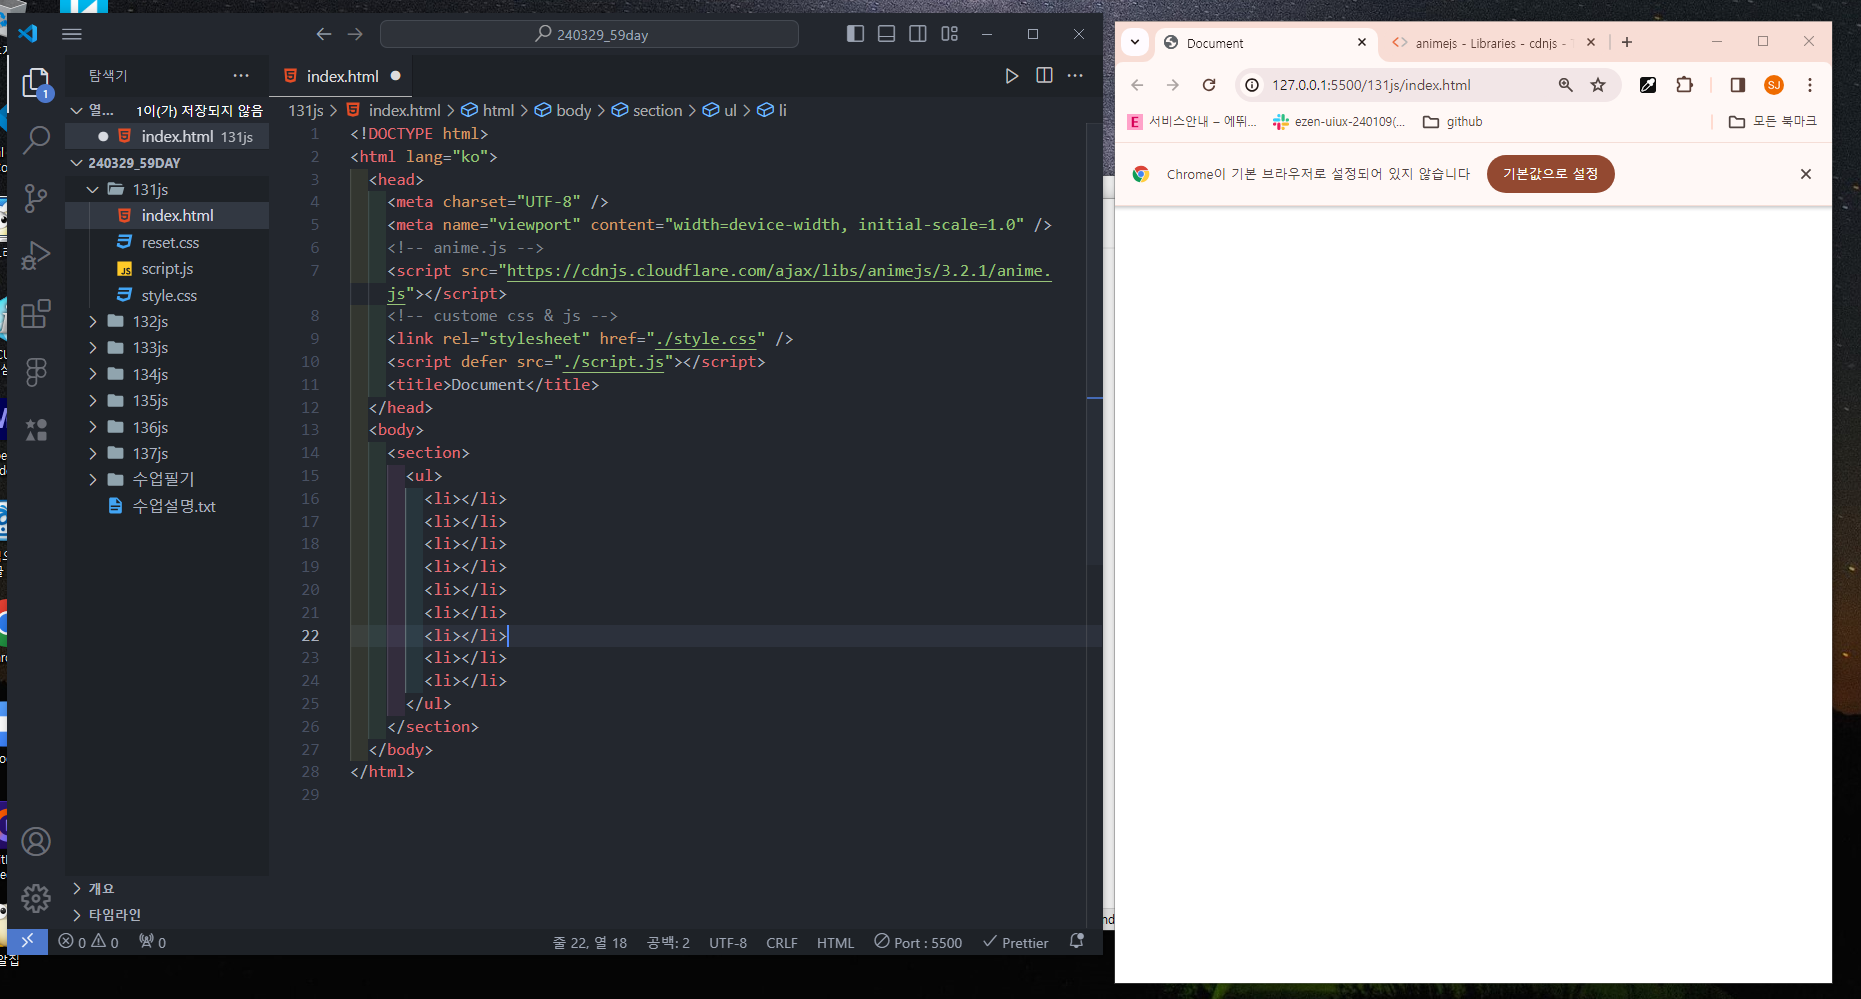 240329_59day
탐색기
index.html
열...
1이(가) 저장되지 않음
index.html 131js
240329_59DAY
131js
index.html
reset.css
script.js
style.css
132js
133js
134js
135js
136js
137js
수업필기
수업설명.txt
개요
타임라인
131js > index.html > html > body > section > ul > li
1 <!DOCTYPE html>
2 <html lang="ko">
3 <head>
4 <meta charset="UTF-8" />
5 <meta name="viewport" content="width=device-width, initial-scale=1.0" />
6 <!-- anime.js -->
7 <script src="https://cdnjs.cloudflare.com/ajax/libs/animejs/3.2.1/anime.
js"></script>
8 <!-- custome css & js -->
9 <link rel="stylesheet" href="./style.css" />
10 <script defer src="./script.js"></script>
11 <title>Document</title>
12 </head>
13 <body>
14 <section>
15 <ul>
16 <li></li>
17 <li></li>
18 <li></li>
19 <li></li>
20 <li></li>
21 <li></li>
22 <li></li>
23 <li></li>
24 <li></li>
25 </ul>
26 </section>
27 </body>
28 </html>
29
0 0 0
줄 22, 열 18 공백: 2 UTF-8 CRLF HTML Port : 5500 Prettier
Document
animejs - Libraries - cdnjs -
127.0.0.1:5500/131js/index.html
SJ
서비스안내 – 에뛰...
ezen-uiux-240109(...
github
모든 북마크
Chrome이 기본 브라우저로 설정되어 있지 않습니다
기본값으로 설정